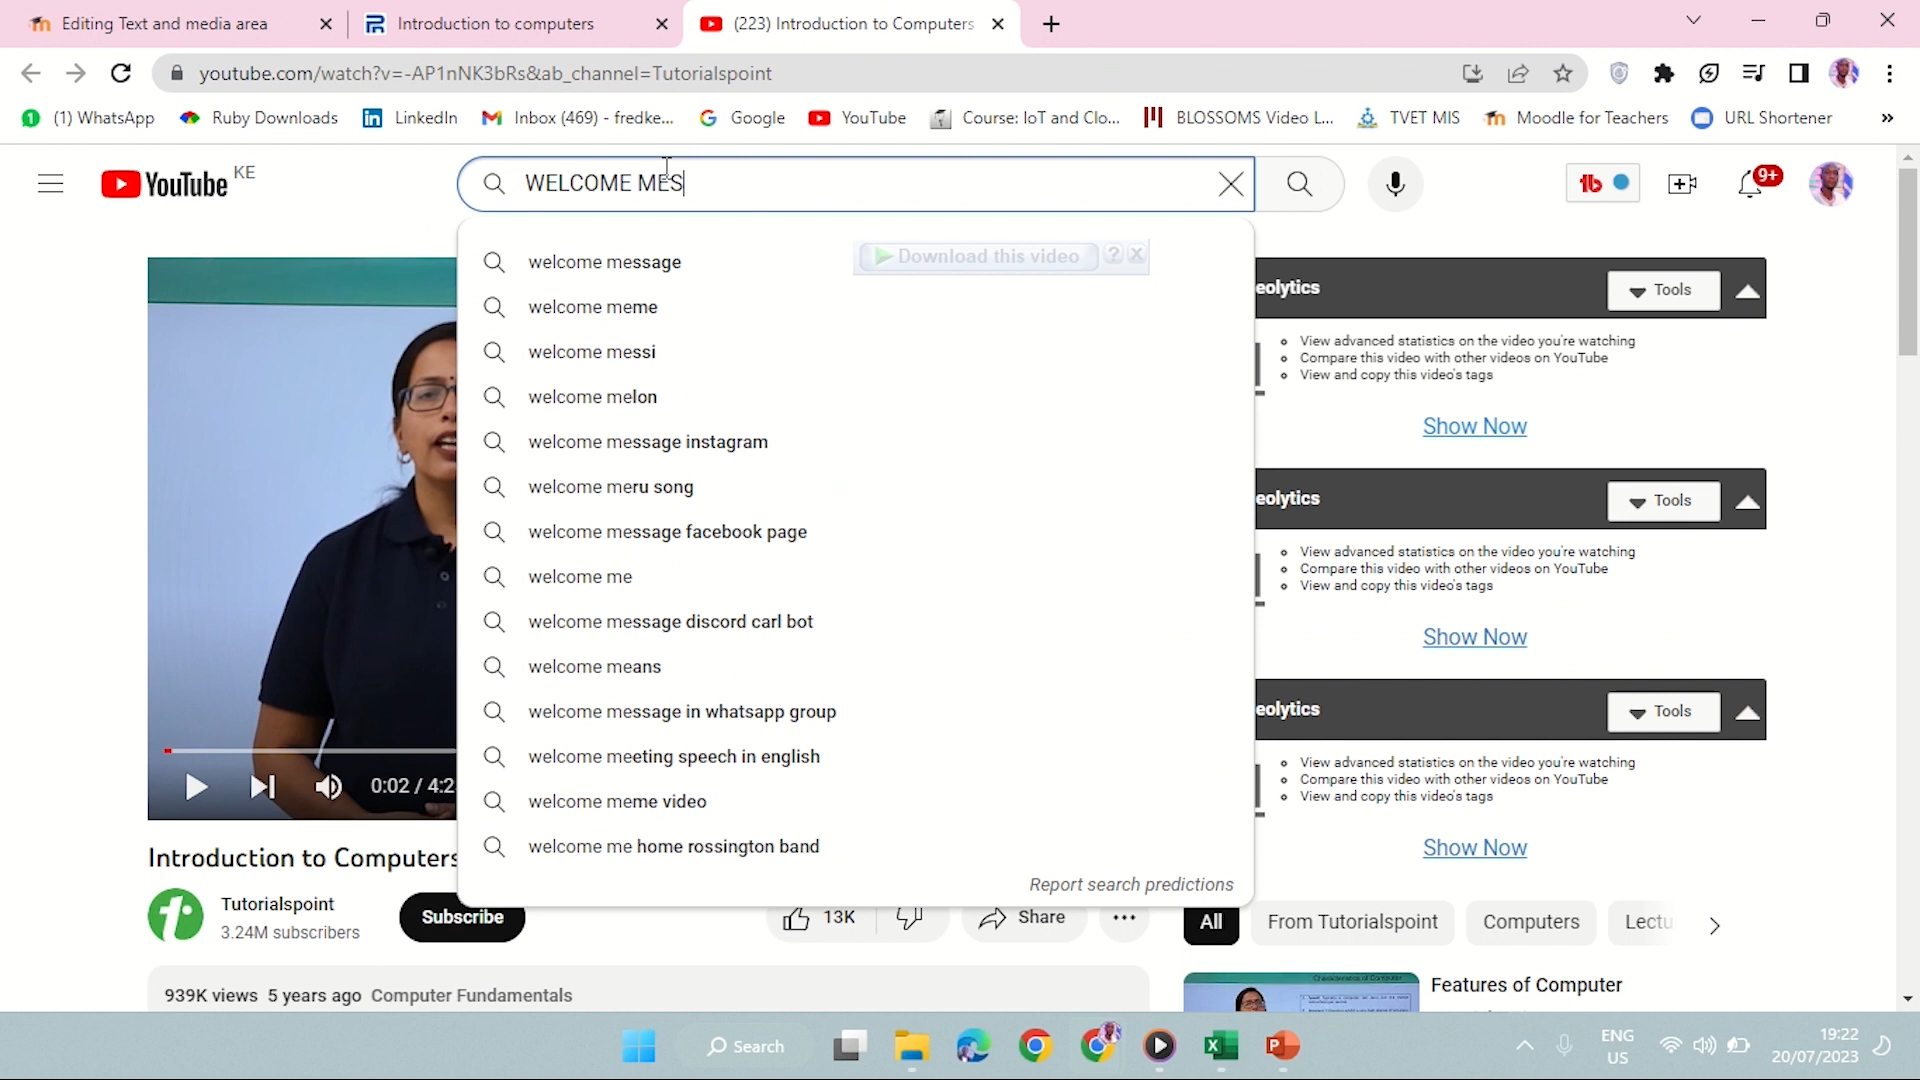 Editing Text and media area
Introduction to computers
(223) Introduction to Computers
youtube.com/watch?v=-AP1nNK3bRs&ab_channel=Tutorialspoint
(1) WhatsApp
Ruby Downloads
LinkedIn
Inbox (469) - fredke...
Google
YouTube
Course: IoT and Clo...
BLOSSOMS Video L...
TVET MIS
Moodle for Teachers
URL Shortener
»
YouTube KE
WELCOME MES
9+
welcome message
Download this video
?
X
welcome meme
welcome messi
welcome melon
welcome message instagram
welcome meru song
welcome message facebook page
welcome me
welcome message discord carl bot
welcome means
welcome message in whatsapp group
welcome meeting speech in english
welcome meme video
welcome me home rossington band
Report search predictions
eolytics
Tools
View advanced statistics on the video you're watching
Compare this video with other videos on YouTube
View and copy this video's tags
Show Now
eolytics
Tools
View advanced statistics on the video you're watching
Compare this video with other videos on YouTube
View and copy this video's tags
Show Now
eolytics
Tools
View advanced statistics on the video you're watching
Compare this video with other videos on YouTube
View and copy this video's tags
Show Now
0:02 / 4:2
Introduction to Computers
Tutorialspoint
3.24M subscribers
Subscribe
13K
Share
All
From Tutorialspoint
Computers
Lectu
939K views 5 years ago Computer Fundamentals
Characteristics of Computer
Features of Computer
Search
ENG
US
19:22
20/07/2023